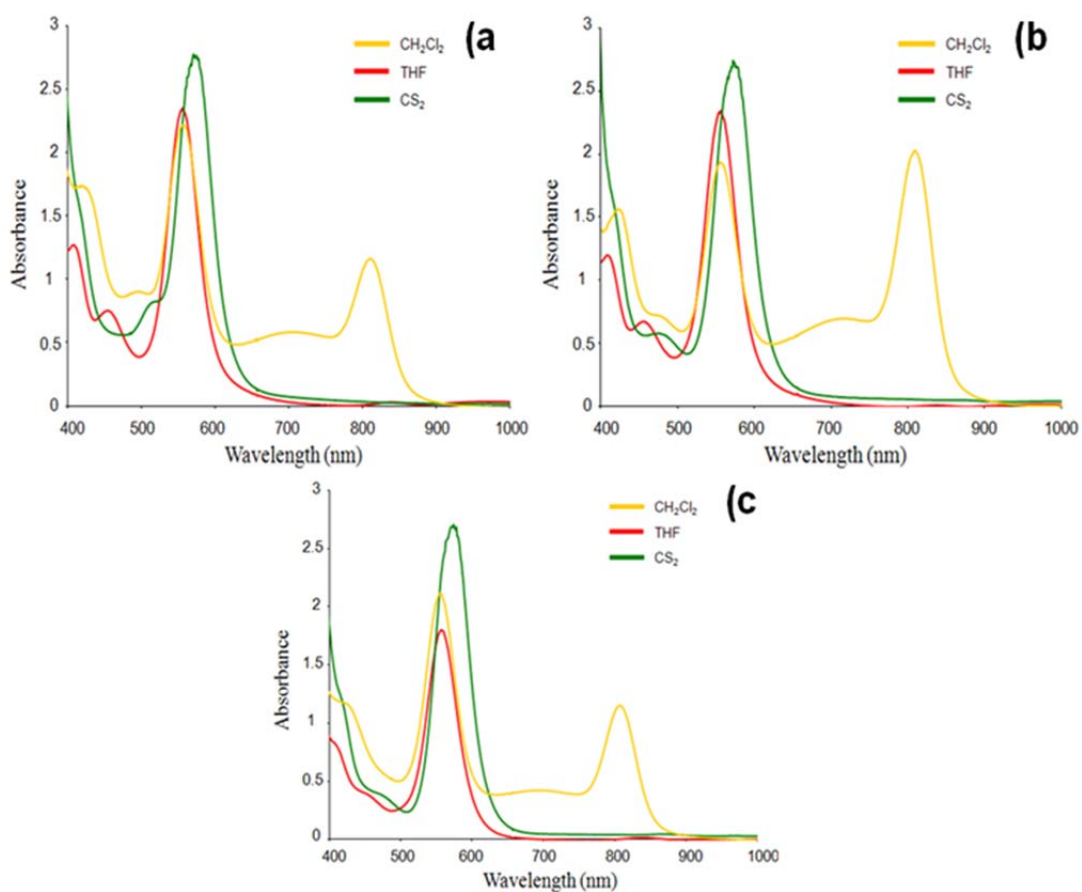 (a
CH₂Cl₂
THF
CS₂
3
2.5
2
1.5
1
0.5
0
Absorbance
400 500 600 700 800 900 1000
Wavelength (nm)
(b
CH₂Cl₂
THF
CS₂
3
2.5
2
1.5
1
0.5
0
Absorbance
400 500 600 700 800 900 1000
Wavelength (nm)
(c
CH₂Cl₂
THF
CS₂
3
2.5
2
1.5
1
0.5
0
Absorbance
400 500 600 700 800 900 1000
Wavelength (nm)